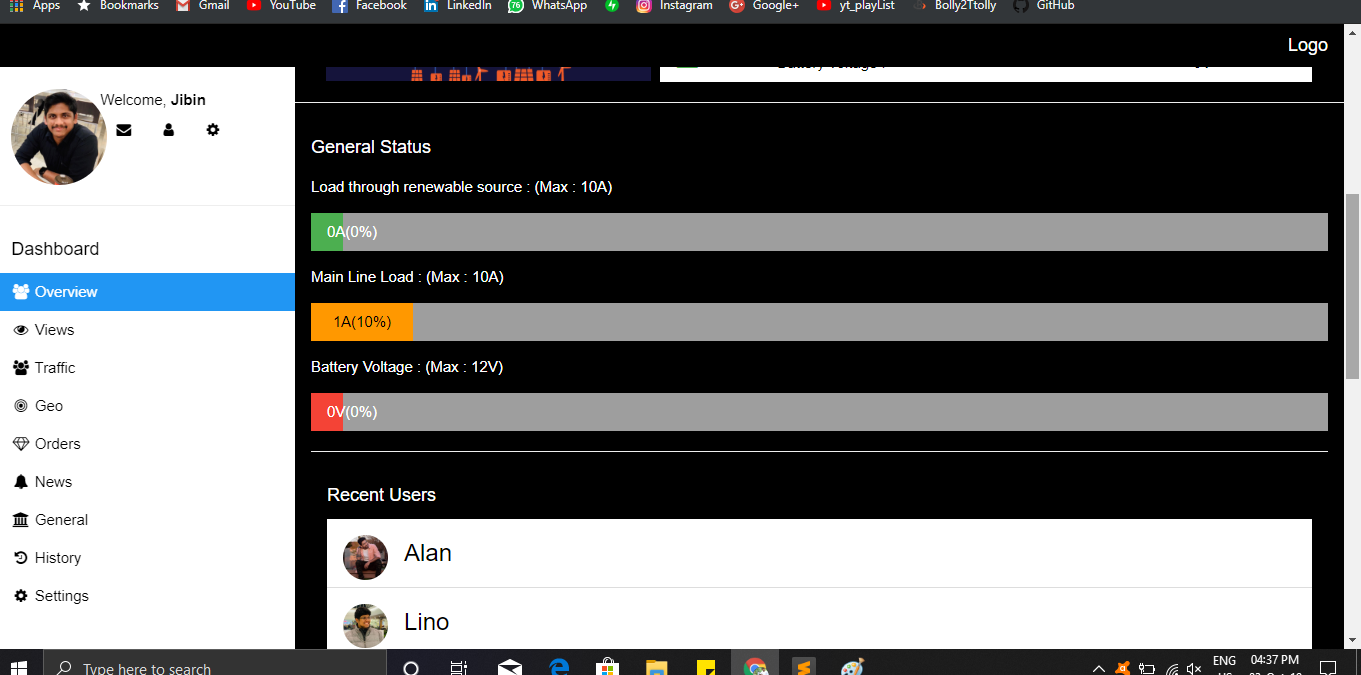 Apps Bookmarks Gmail YouTube Facebook LinkedIn 76 WhatsApp Instagram G+ Google+ yt_playList Bolly2Ttolly GitHub
Logo
Welcome, Jibin
Dashboard
Overview
Views
Traffic
Geo
Orders
News
General
History
Settings
Battery Voltage :
General Status
Load through renewable source : (Max : 10A)
0A(0%)
Main Line Load : (Max : 10A)
1A(10%)
Battery Voltage : (Max : 12V)
0V(0%)
Recent Users
Alan
Lino
Type here to search
ENG
04:37 PM